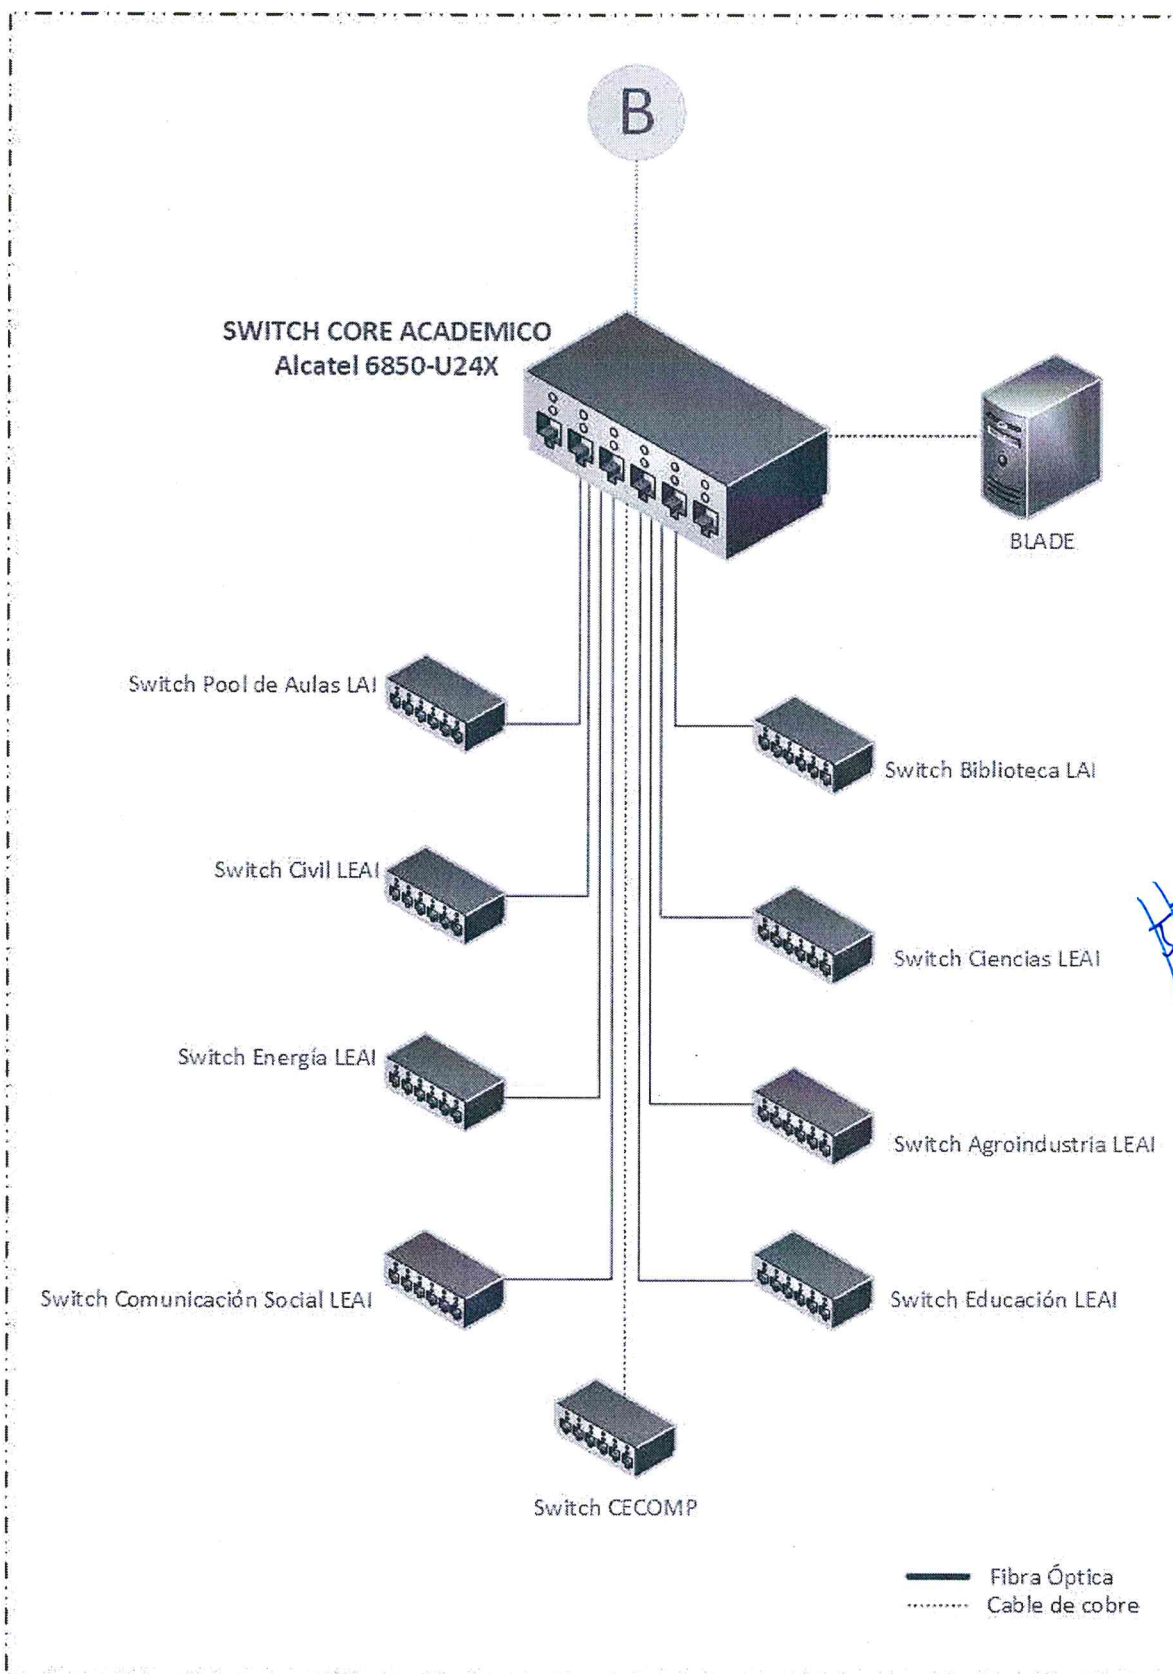 B
SWITCH CORE ACADEMICO
Alcatel 6850-U24X
BLADE
Switch Pool de Aulas LAI
Switch Biblioteca LAI
Switch Civil LEAI
Switch Ciencias LEAI
Switch Energía LEAI
Switch Agroindustria LEAI
Switch Comunicación Social LEAI
Switch Educación LEAI
Switch CECOMP
Fibra Óptica
Cable de cobre